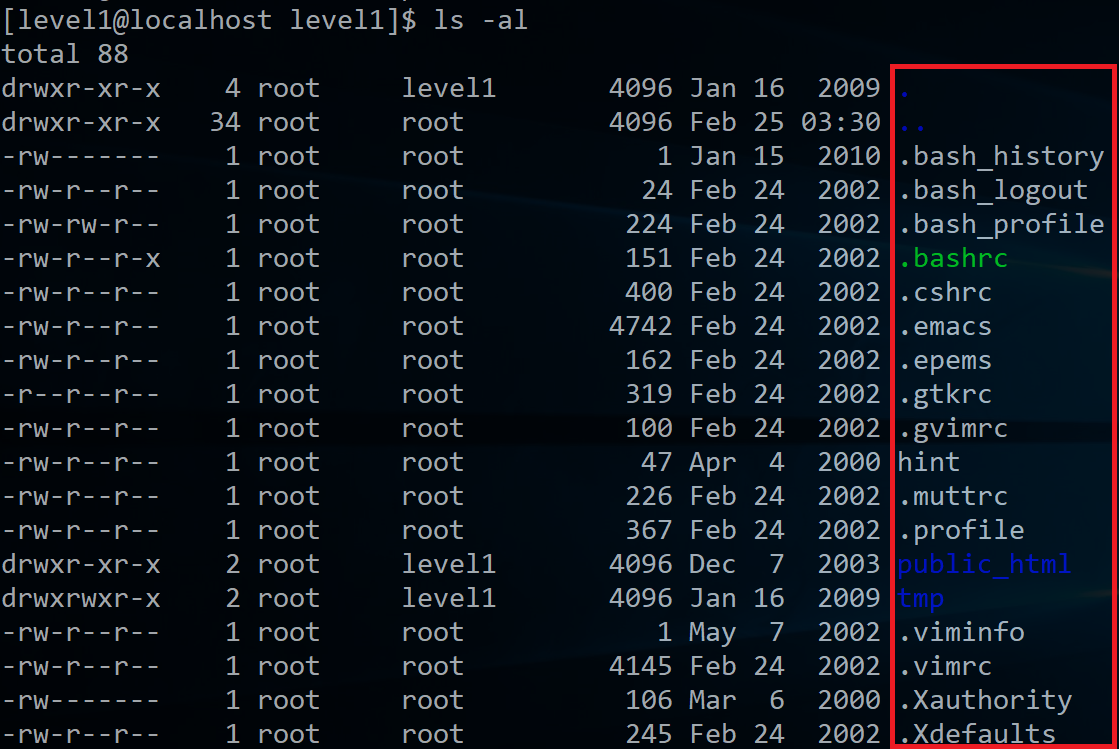 [level1@localhost level1]$ ls -al
total 88
drwxr-xr-x    4 root     level1       4096 Jan 16  2009 .
drwxr-xr-x   34 root     root         4096 Feb 25 03:30 ..
-rw-------    1 root     root            1 Jan 15  2010 .bash_history
-rw-r--r--    1 root     root           24 Feb 24  2002 .bash_logout
-rw-rw-r--    1 root     root          224 Feb 24  2002 .bash_profile
-rw-r--r-x    1 root     root          151 Feb 24  2002 .bashrc
-rw-r--r--    1 root     root          400 Feb 24  2002 .cshrc
-rw-r--r--    1 root     root         4742 Feb 24  2002 .emacs
-rw-r--r--    1 root     root          162 Feb 24  2002 .epems
-r--r--r--    1 root     root          319 Feb 24  2002 .gtkrc
-rw-r--r--    1 root     root          100 Feb 24  2002 .gvimrc
-rw-r--r--    1 root     root           47 Apr  4  2000 hint
-rw-r--r--    1 root     root          226 Feb 24  2002 .muttrc
-rw-r--r--    1 root     root          367 Feb 24  2002 .profile
drwxr-xr-x    2 root     level1       4096 Dec  7  2003 public_html
drwxrwxr-x    2 root     level1       4096 Jan 16  2009 tmp
-rw-r--r--    1 root     root            1 May  7  2002 .viminfo
-rw-r--r--    1 root     root         4145 Feb 24  2002 .vimrc
-rw-------    1 root     root          106 Mar  6  2000 .Xauthority
-rw-r--r--    1 root     root          245 Feb 24  2002 .Xdefaults